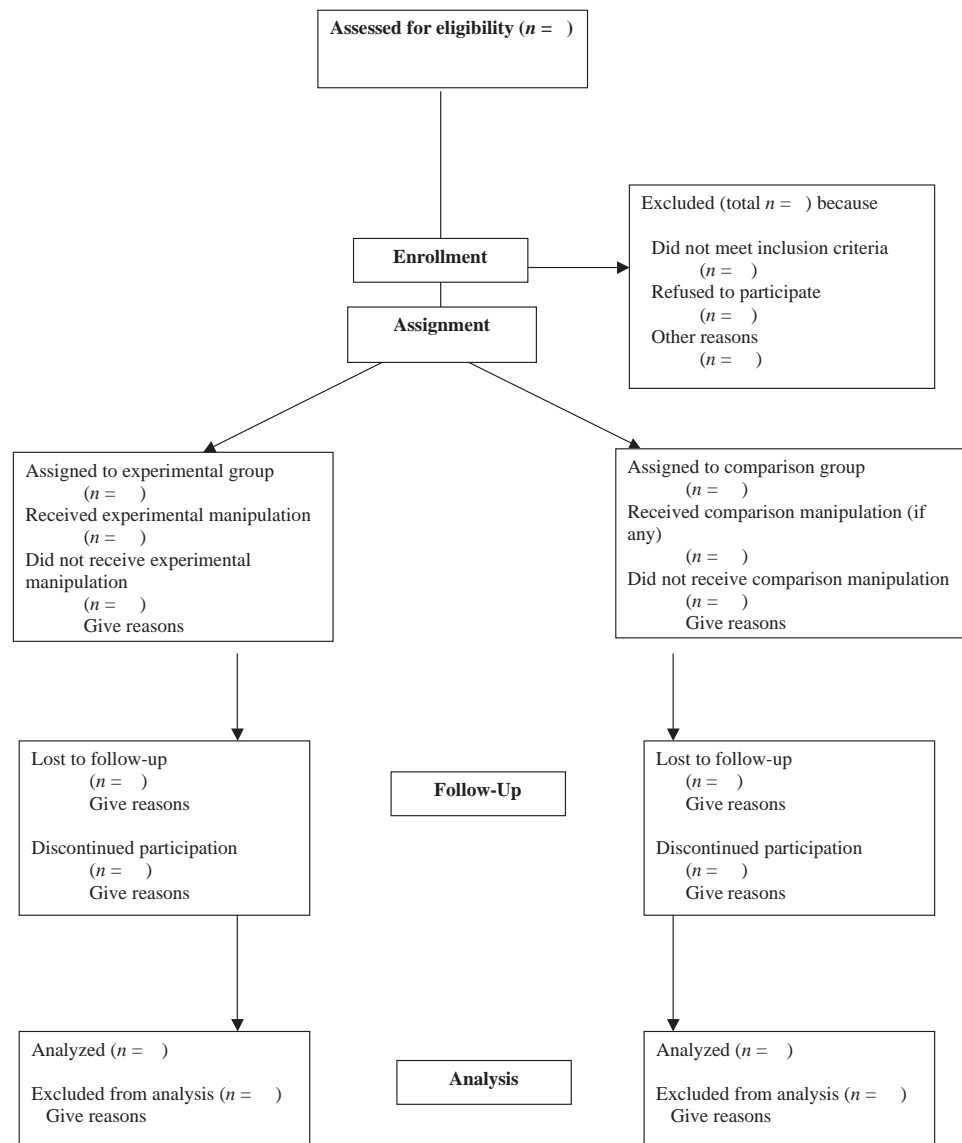 Assessed for eligibility (n = )
Excluded (total n = ) because
Did not meet inclusion criteria
(n = )
Refused to participate
(n = )
Other reasons
(n = )
Enrollment
Assignment
Assigned to experimental group
(n = )
Received experimental manipulation
(n = )
Did not receive experimental
manipulation
(n = )
Give reasons
Assigned to comparison group
(n = )
Received comparison manipulation (if
any)
(n = )
Did not receive comparison manipulation
(n = )
Give reasons
Lost to follow-up
(n = )
Give reasons
Discontinued participation
(n = )
Give reasons
Follow-Up
Lost to follow-up
(n = )
Give reasons
Discontinued participation
(n = )
Give reasons
Analyzed (n = )
Excluded from analysis (n = )
Give reasons
Analysis
Analyzed (n = )
Excluded from analysis (n = )
Give reasons